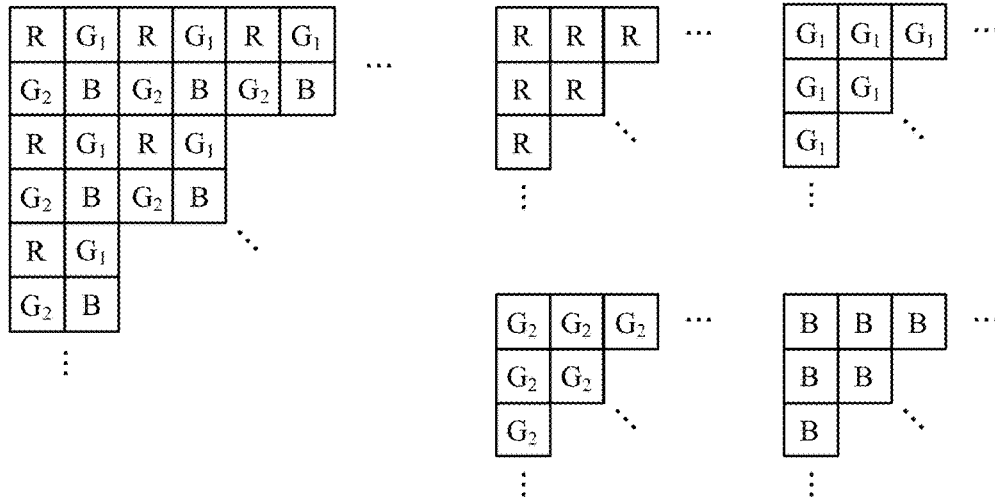 R G₁ R G₁ R G₁
G₂ B G₂ B G₂ B ...
R G₁ R G₁
G₂ B G₂ B
R G₁
G₂ B
⋮
R R R ...
R R
R
⋮
G₁ G₁ G₁ ...
G₁ G₁
G₁
⋮
G₂ G₂ G₂ ...
G₂ G₂
G₂
⋮
B B B ...
B B
B
⋮